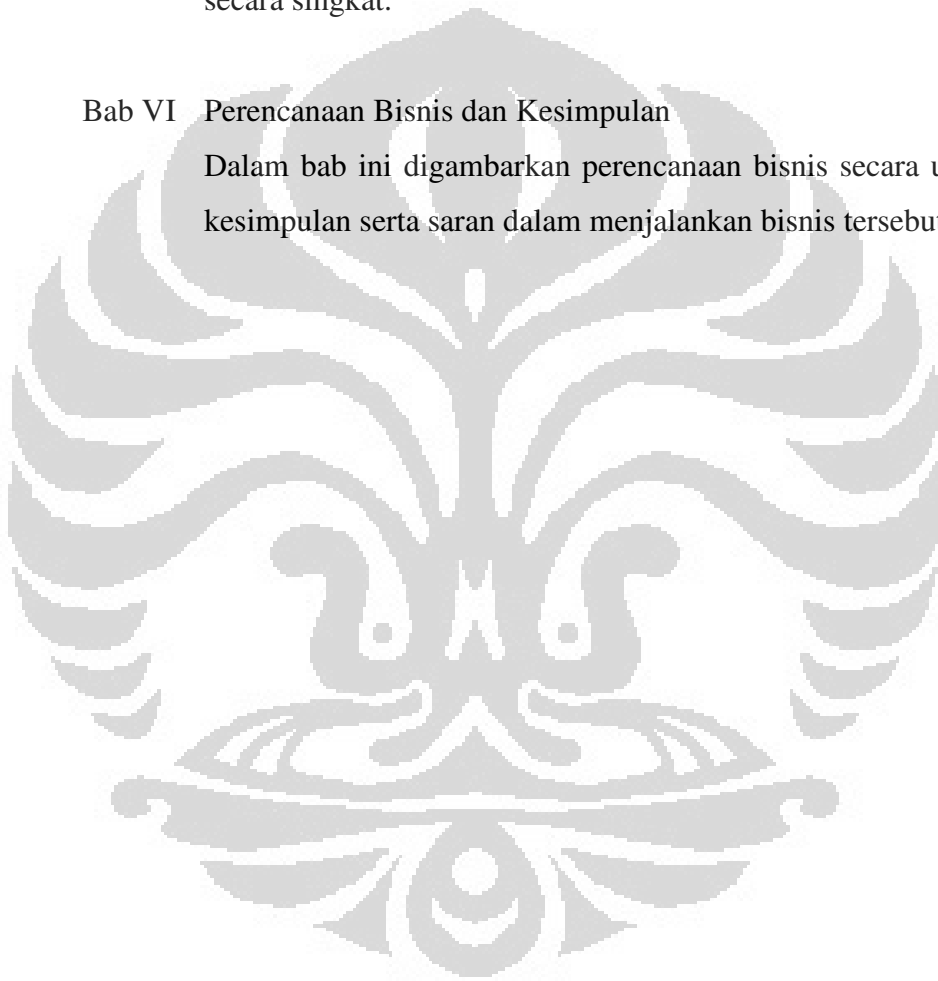 secara singkat.
Bab VI Perencanaan Bisnis dan Kesimpulan
Dalam bab ini digambarkan perencanaan bisnis secara
kesimpulan serta saran dalam menjalankan bisnis tersebut